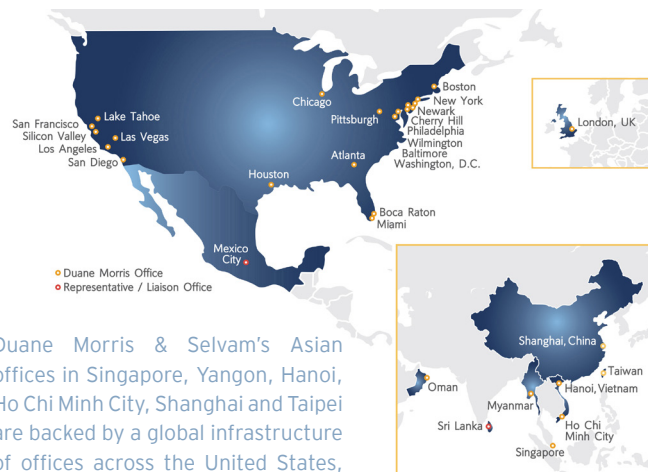 Boston
New York
Newark
Cherry Hill
Philadelphia
Wilmington
Baltimore
Washington, D.C.
Chicago
Pittsburgh
Lake Tahoe
San Francisco
Silicon Valley
Las Vegas
Los Angeles
San Diego
Atlanta
Houston
Boca Raton
Miami
Mexico
City
London, UK
Duane Morris Office
Representative / Liaison Office
Shanghai, China
Taiwan
Oman
Hanoi, Vietnam
Myanmar
Sri Lanka
Ho Chi
Minh City
Singapore
Duane Morris & Selvam's Asian
offices in Singapore, Yangon, Hanoi,
Ho Chi Minh City, Shanghai and Taipei
are backed by a global infrastructure
of offices across the United States,